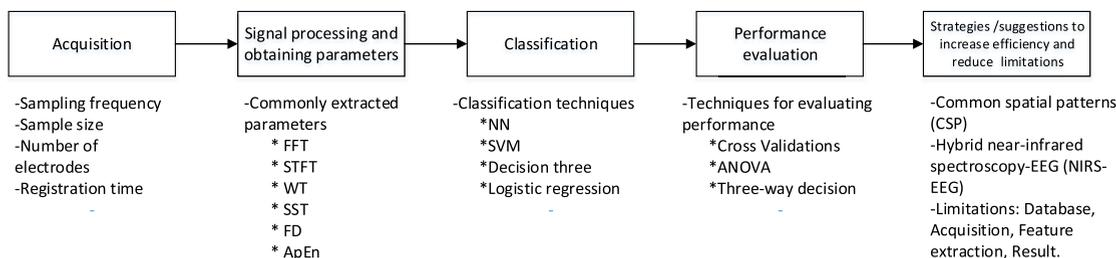 Acquisition
Signal processing and
obtaining parameters
Classification
Performance
evaluation
Strategies /suggestions to
increase efficiency and
reduce limitations
-Sampling frequency
-Sample size
-Number of
electrodes
-Registration time
-
-Commonly extracted
parameters
* FFT
* STFT
* WT
* SST
* FD
* ApEn
-Classification techniques
*NN
*SVM
*Decision three
*Logistic regression
-
-Techniques for evaluating
performance
*Cross Validations
*ANOVA
*Three-way decision
-
-Common spatial patterns
(CSP)
-Hybrid near-infrared
spectroscopy-EEG (NIRS-
EEG)
-Limitations: Database,
Acquisition, Feature
extraction, Result.